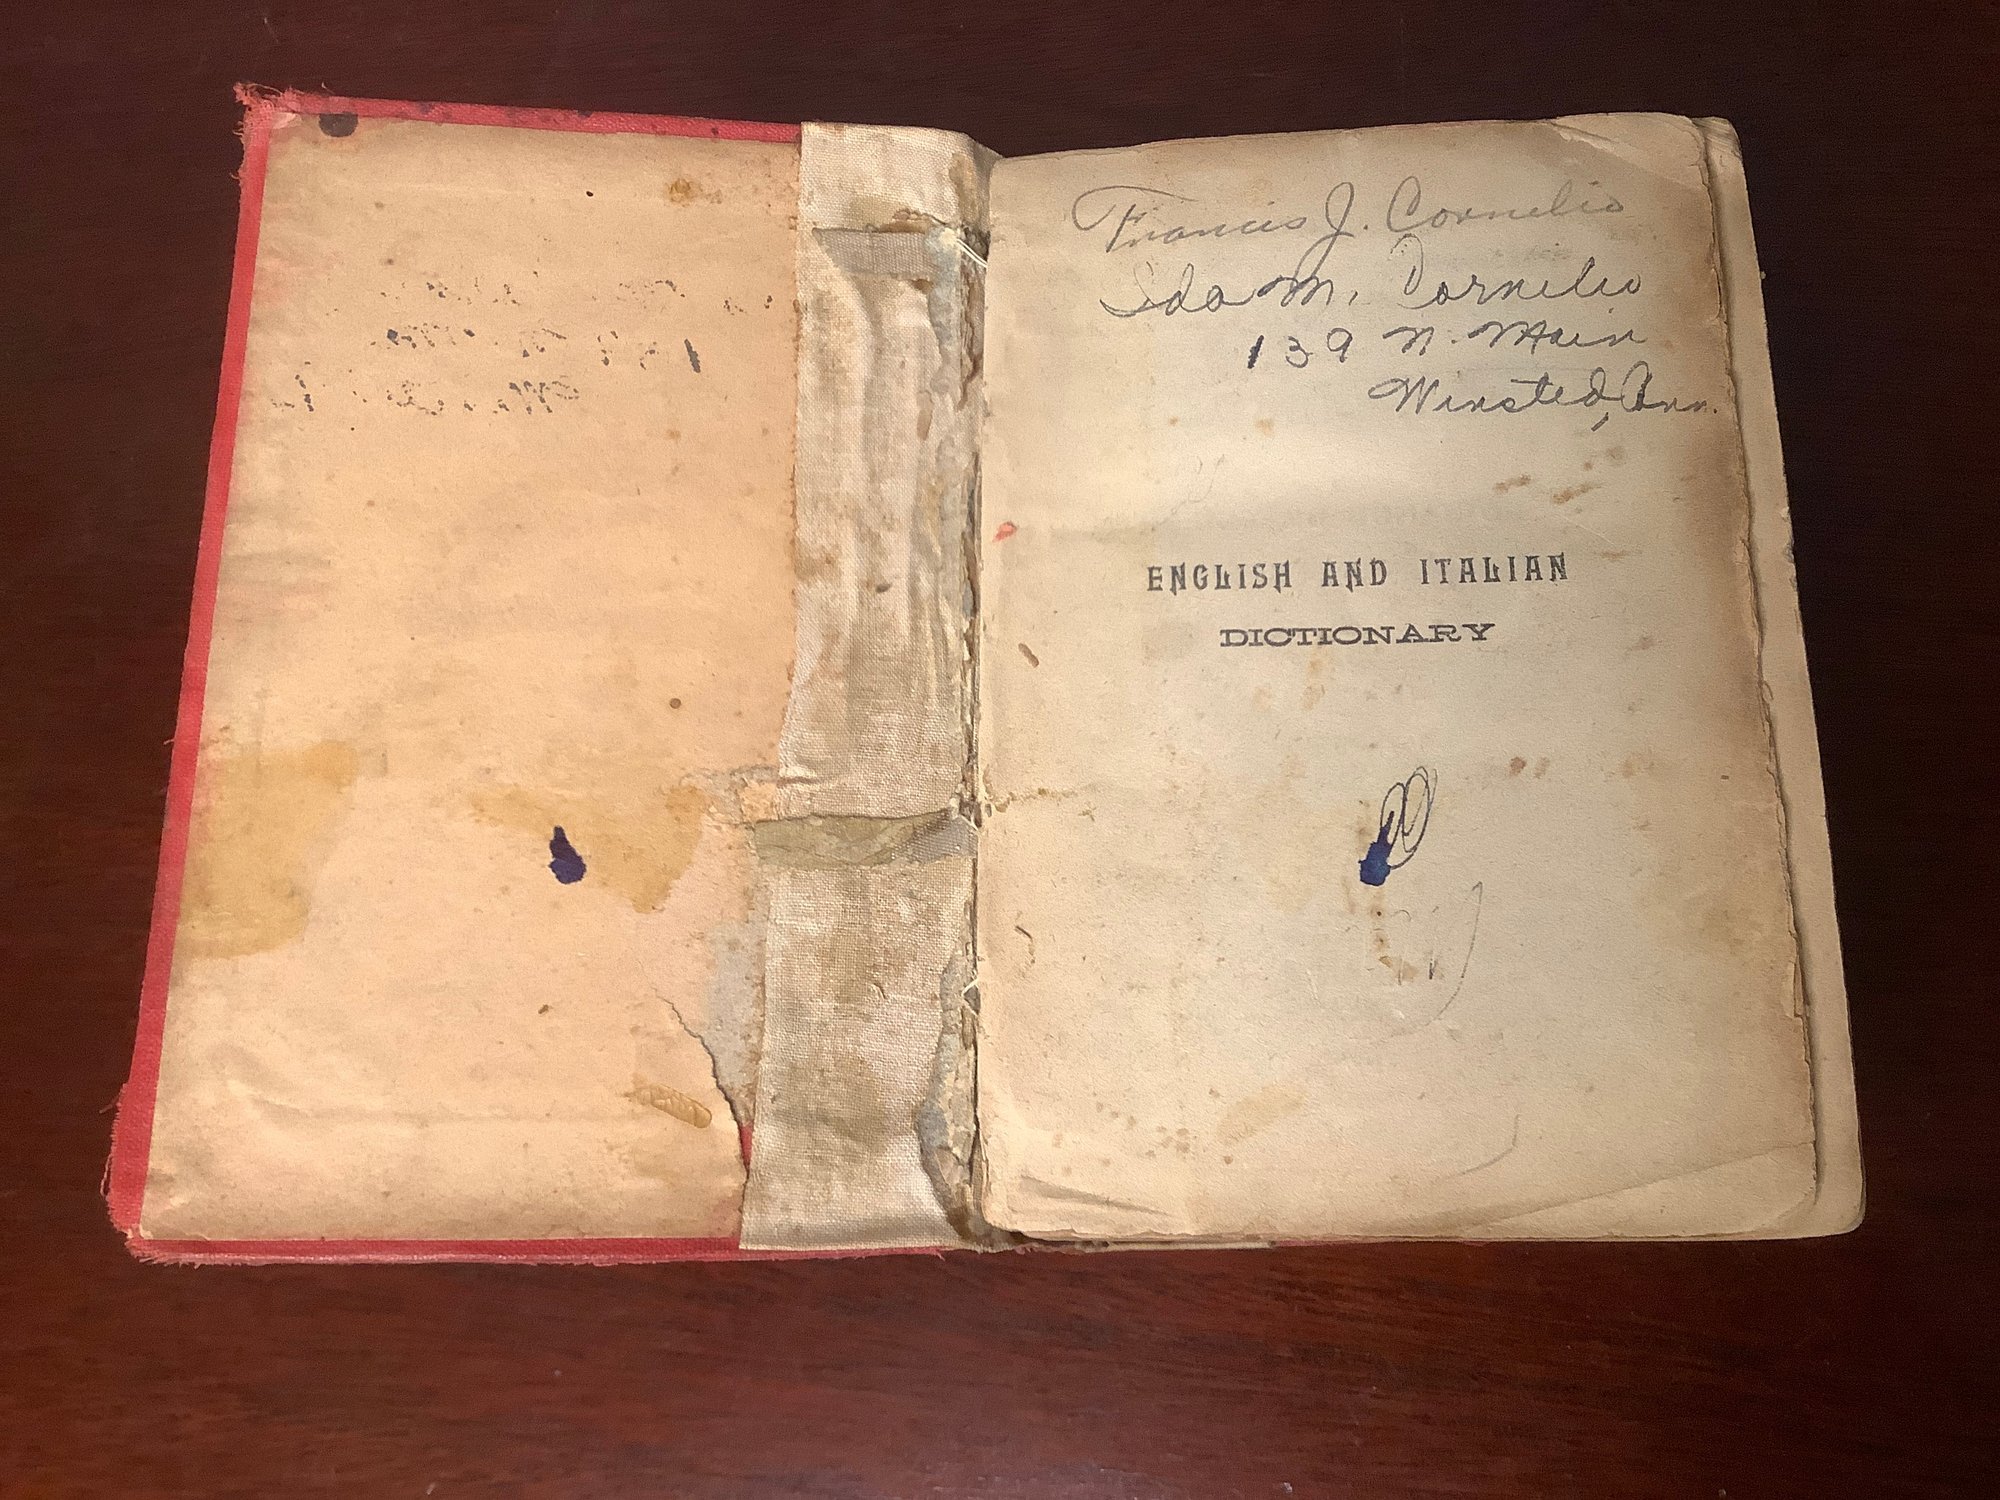 Francis J. Cornelio
Ida M. Cornelio
139 N. Main
Winsted, Conn.
ENGLISH AND ITALIAN
DICTIONARY